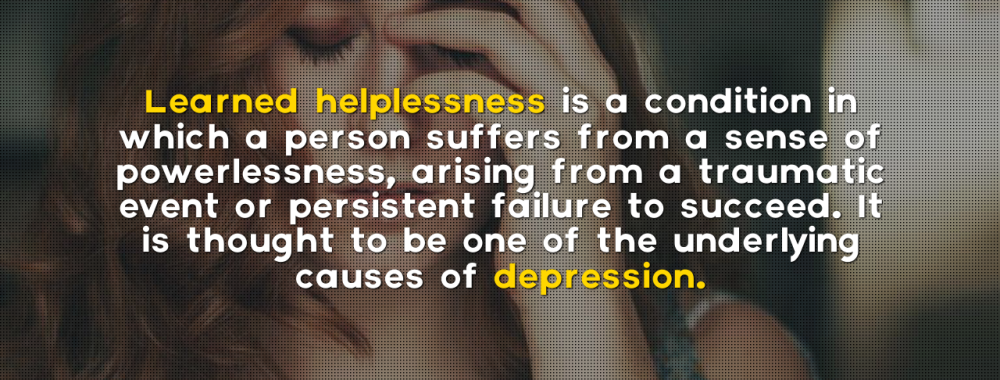 Learned helplessness is a condition in
which a person suffers from a sense of
powerlessness, arising from a traumatic
event or persistent failure to succeed. It
is thought to be one of the underlying
causes of depression.